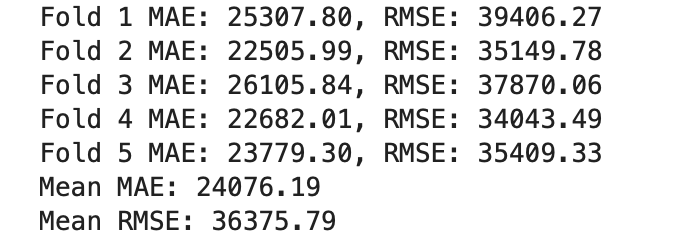 Fold 1 MAE: 25307.80, RMSE: 39406.27
Fold 2 MAE: 22505.99, RMSE: 35149.78
Fold 3 MAE: 26105.84, RMSE: 37870.06
Fold 4 MAE: 22682.01, RMSE: 34043.49
Fold 5 MAE: 23779.30, RMSE: 35409.33
Mean MAE: 24076.19
Mean RMSE: 36375.79